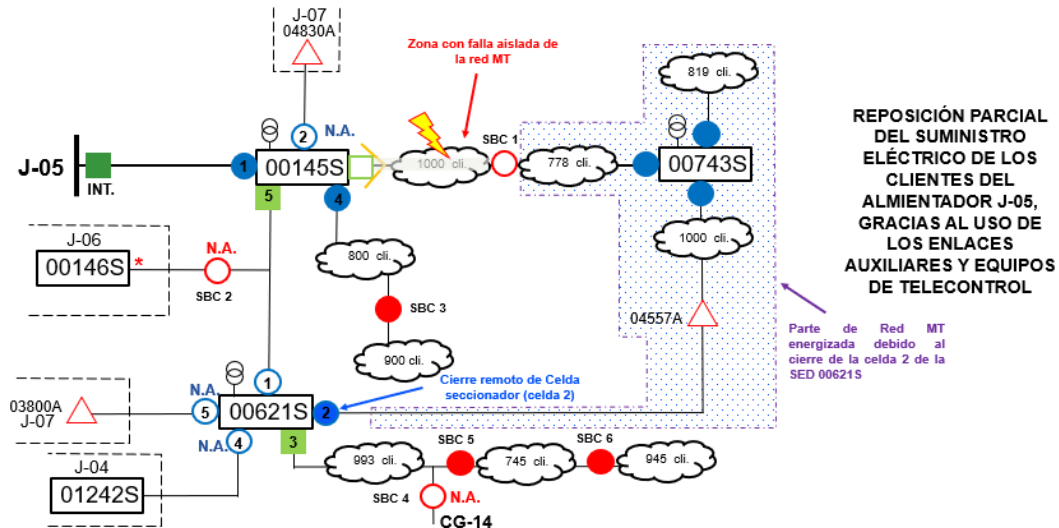 J-07
04830A
Zona con falla aislada de
la red MT
819 cli.
2
N.A.
J-05
INT.
1
00145S
5
4
1000 cli.
SBC 1
778 cli.
00743S
REPOSICIÓN PARCIAL
DEL SUMINISTRO
ELÉCTRICO DE LOS
CLIENTES DEL
ALMIENTADOR J-05,
GRACIAS AL USO DE
LOS ENLACES
AUXILIARES Y EQUIPOS
DE TELECONTROL
J-06
00146S
*
N.A.
SBC 2
800 cli.
1000 cli.
SBC 3
04557A
900 cli.
Parte de Red MT
energizada debido al
cierre de la celda 2 de la
SED 00621S
03800A
J-07
N.A.
5
1
00621S
2
Cierre remoto de Celda
seccionador (celda 2)
N.A.
4
3
J-04
01242S
993 cli.
SBC 5
745 cli.
SBC 6
945 cli.
SBC 4
N.A.
CG-14